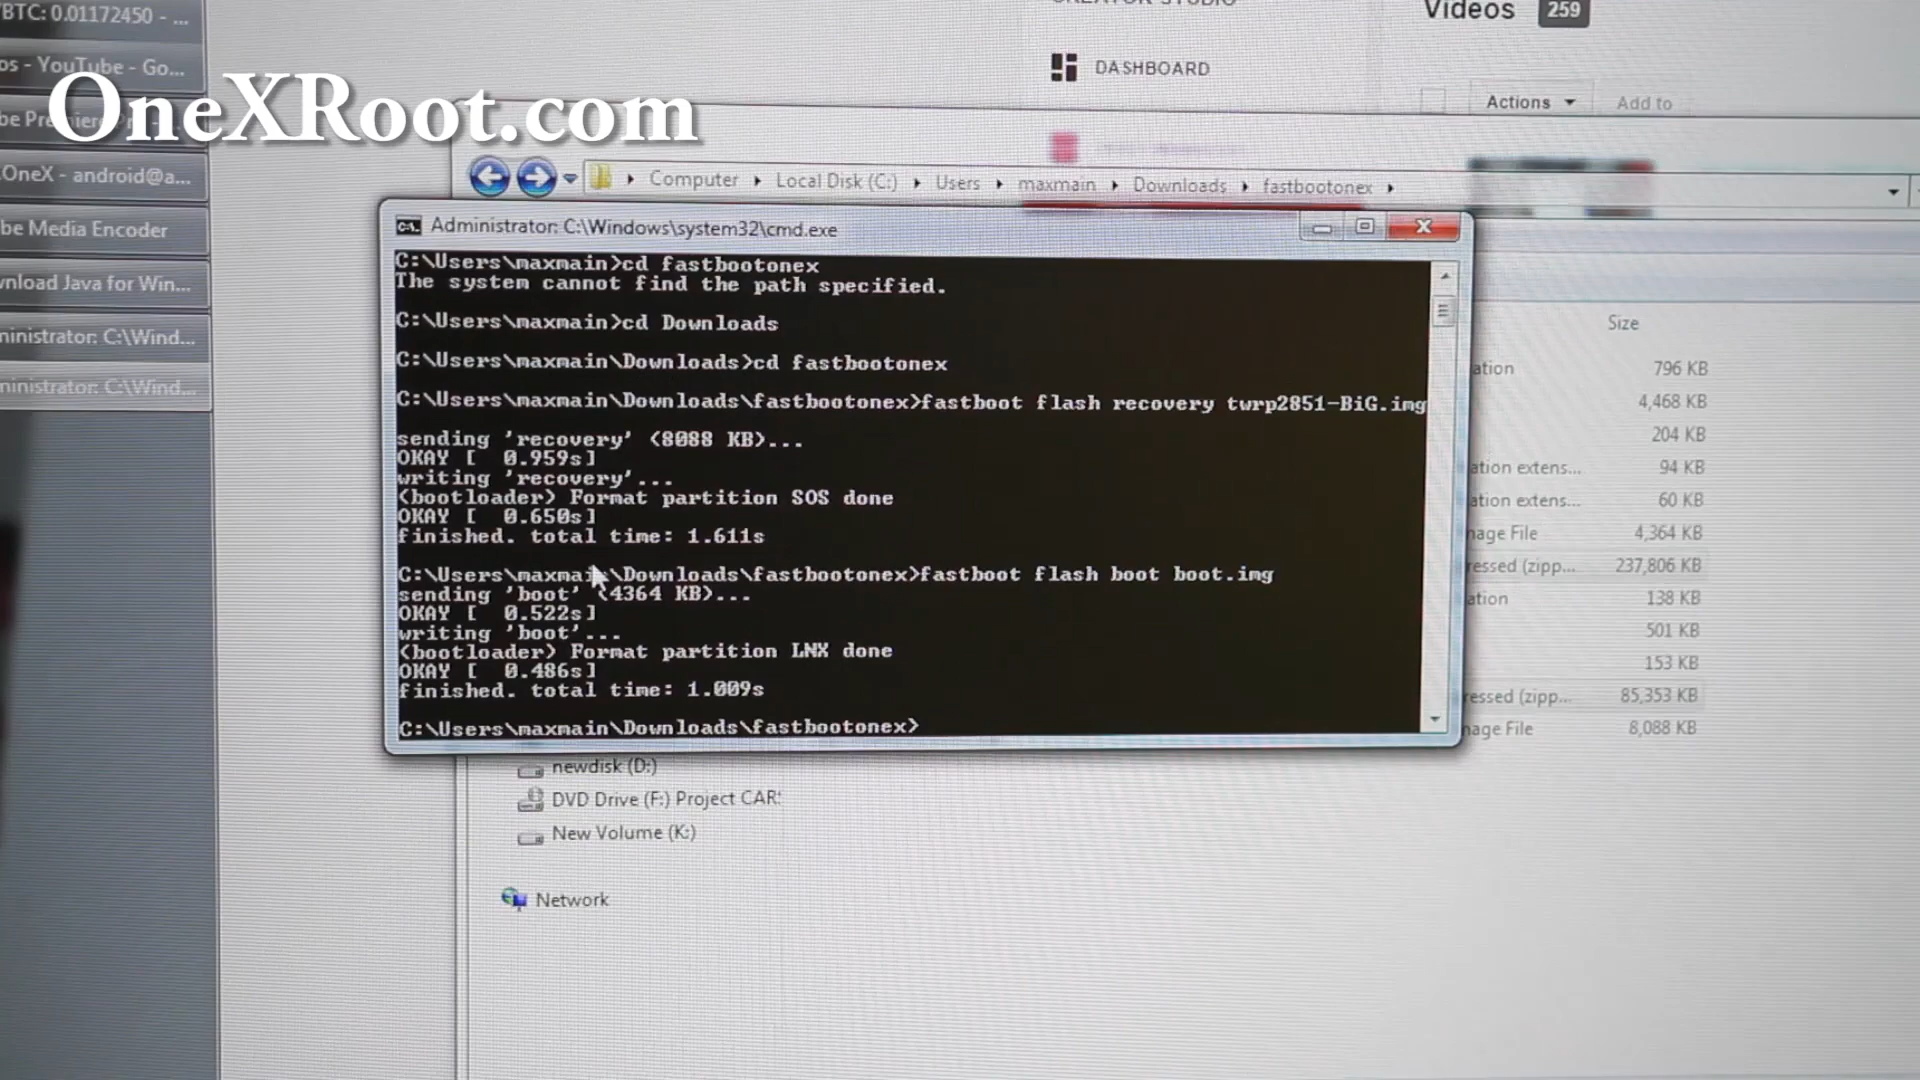 BTC: 0.01172450 - ...
os - YouTube - Go...
OneX - android@a...
be Media Encoder
nload Java for Win...
ministrator: C:\Wind...
ministrator: C:\Wind...
OneXRoot.com
CREATOR STUDIO
DASHBOARD
Videos 259
Actions
Add to
Computer Local Disk (C:) Users maxmain Downloads fastbootonex
Administrator: C:\Windows\system32\cmd.exe
C:\Users\maxmain>cd fastbootonex
The system cannot find the path specified.
C:\Users\maxmain>cd Downloads
C:\Users\maxmain\Downloads>cd fastbootonex
C:\Users\maxmain\Downloads\fastbootonex>fastboot flash recovery twrp2851-BiG.img
sending 'recovery' (8088 KB)...
OKAY [  0.959s]
writing 'recovery'...
(bootloader) Format partition SOS done
OKAY [  0.650s]
finished. total time: 1.611s
C:\Users\maxmain\Downloads\fastbootonex>fastboot flash boot boot.img
sending 'boot' (4364 KB)...
OKAY [  0.522s]
writing 'boot'...
(bootloader) Format partition LNX done
OKAY [  0.486s]
finished. total time: 1.009s
C:\Users\maxmain\Downloads\fastbootonex>
Size
ation 796 KB
4,468 KB
204 KB
ation extens... 94 KB
ation extens... 60 KB
nage File 4,364 KB
ressed (zipp... 237,806 KB
ation 138 KB
501 KB
153 KB
ressed (zipp... 85,353 KB
nage File 8,088 KB
newdisk (D:)
DVD Drive (F:) Project CAR
New Volume (K:)
Network